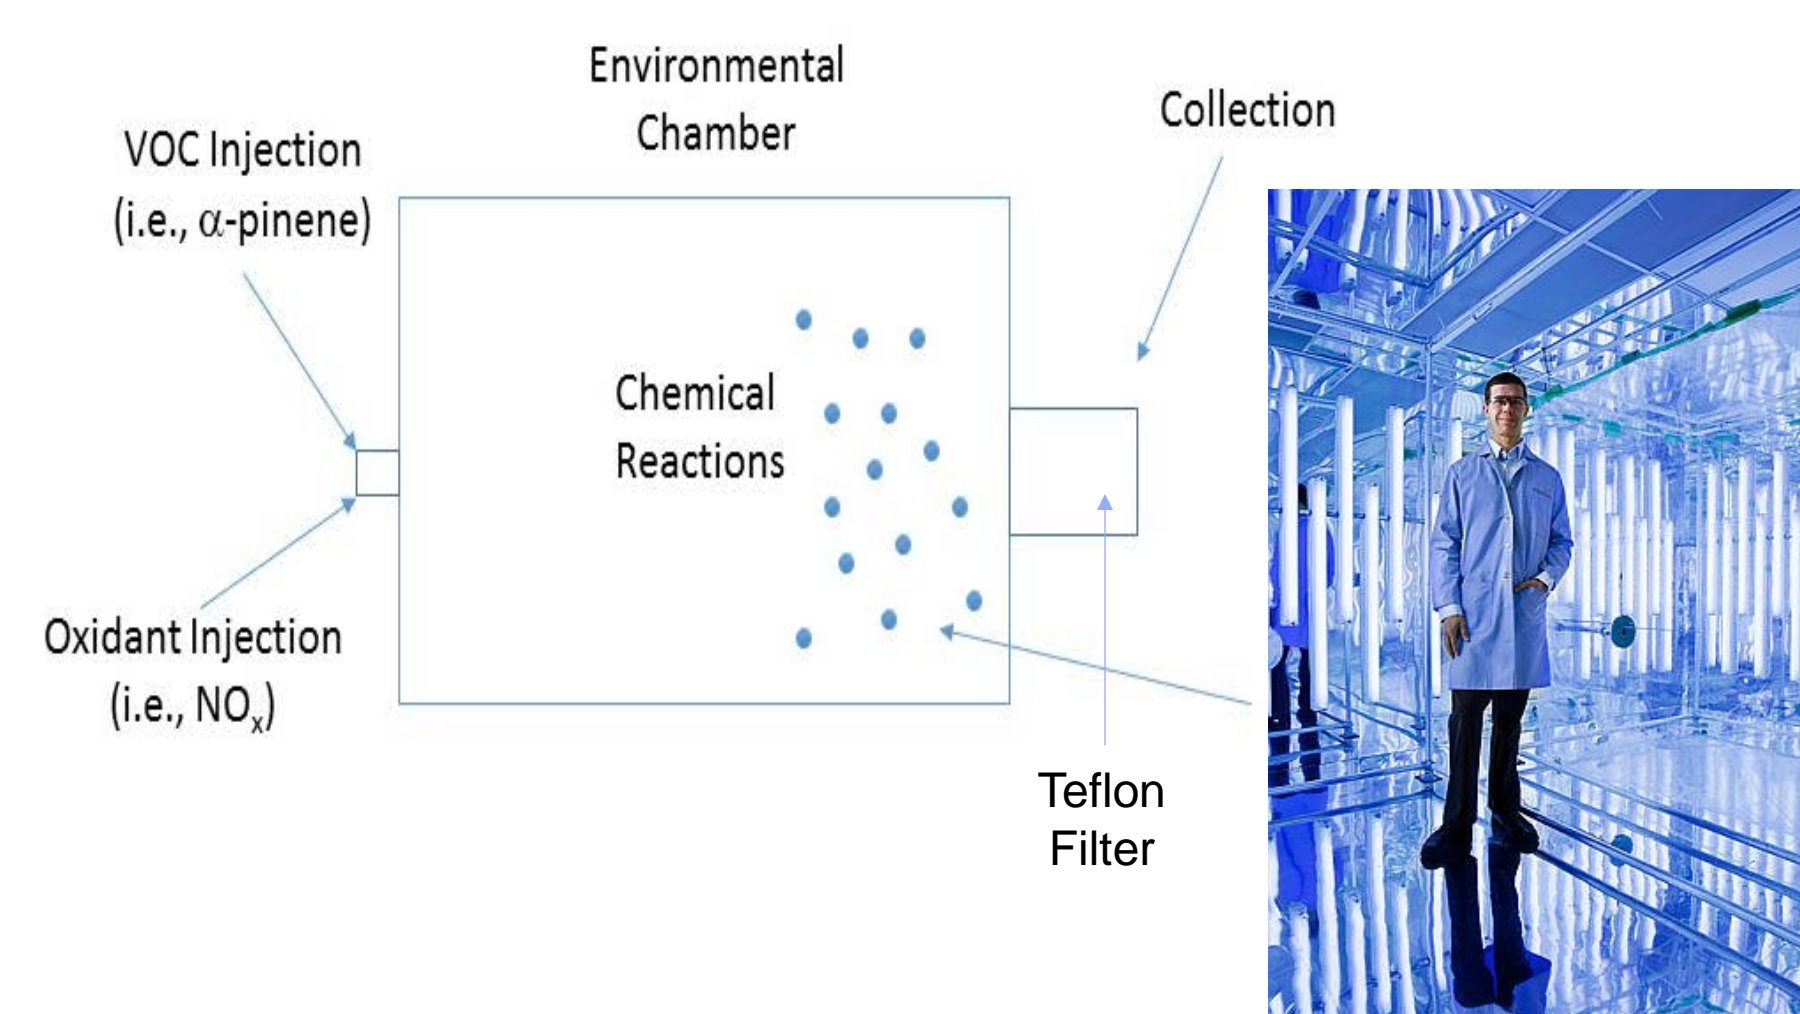 Environmental
Chamber
Collection
VOC Injection
(i.e., α-pinene)
Chemical
Reactions
Oxidant Injection
(i.e., NOₓ)
Teflon
Filter